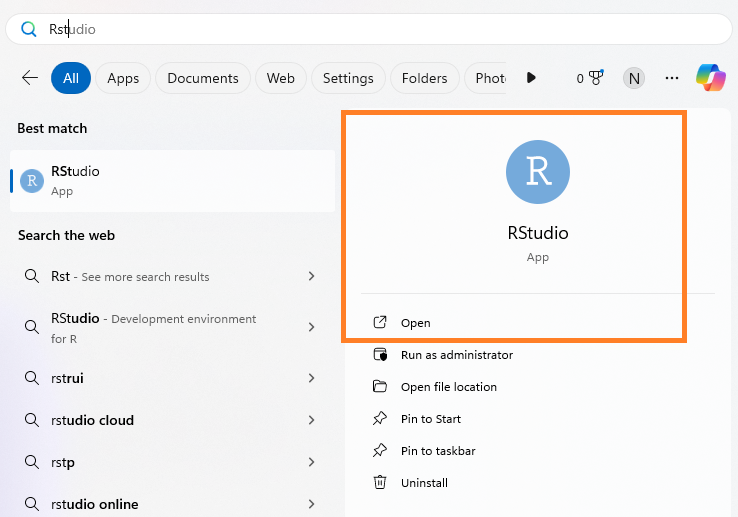 Rstudio
All
Apps
Documents
Web
Settings
Folders
Phot
0
N
Best match
R
RStudio
App
Search the web
Rst - See more search results
RStudio - Development environment
for R
rstrui
rstudio cloud
rstp
rstudio online
R
RStudio
App
Open
Run as administrator
Open file location
Pin to Start
Pin to taskbar
Uninstall